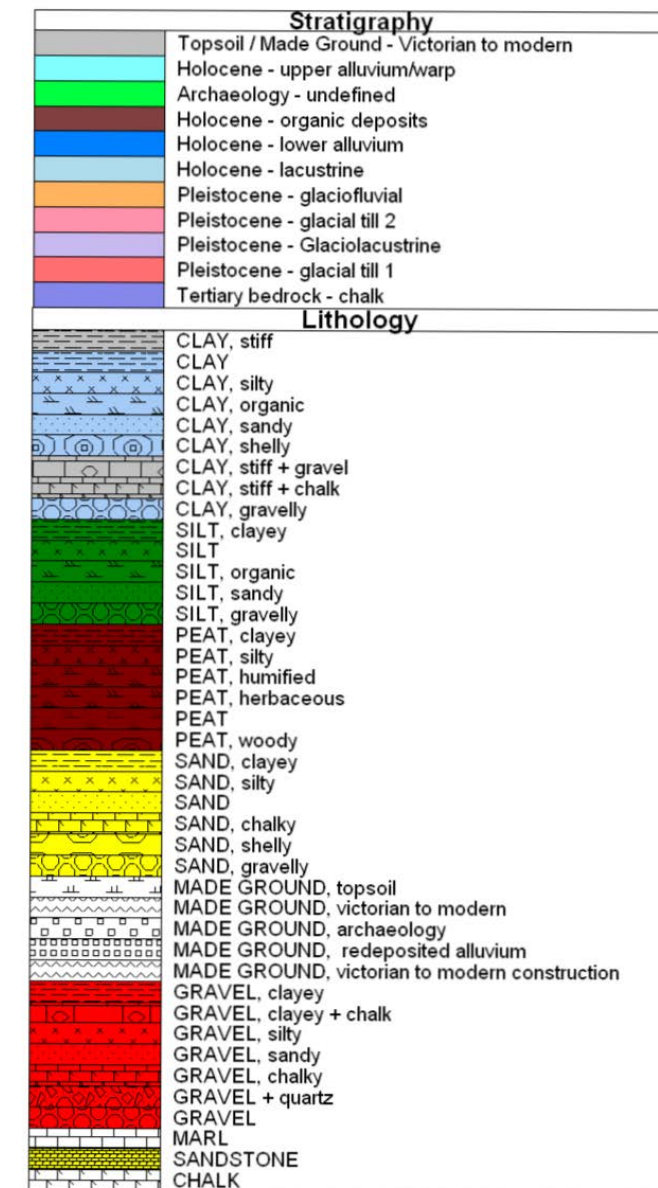 Stratigraphy
Topsoil / Made Ground - Victorian to modern
Holocene - upper alluvium/warp
Archaeology - undefined
Holocene - organic deposits
Holocene - lower alluvium
Holocene - lacustrine
Pleistocene - glaciofluvial
Pleistocene - glacial till 2
Pleistocene - Glaciolacustrine
Pleistocene - glacial till 1
Tertiary bedrock - chalk
Lithology
CLAY, stiff
CLAY
CLAY, silty
CLAY, organic
CLAY, sandy
CLAY, shelly
CLAY, stiff + gravel
CLAY, stiff + chalk
CLAY, gravelly
SILT, clayey
SILT
SILT, organic
SILT, sandy
SILT, gravelly
PEAT, clayey
PEAT, silty
PEAT, humified
PEAT, herbaceous
PEAT
PEAT, woody
SAND, clayey
SAND, silty
SAND
SAND, chalky
SAND, shelly
SAND, gravelly
MADE GROUND, topsoil
MADE GROUND, victorian to modern
MADE GROUND, archaeology
MADE GROUND, redeposited alluvium
MADE GROUND, victorian to modern construction
GRAVEL, clayey
GRAVEL, clayey + chalk
GRAVEL, silty
GRAVEL, sandy
GRAVEL, chalky
GRAVEL + quartz
GRAVEL
MARL
SANDSTONE
CHALK